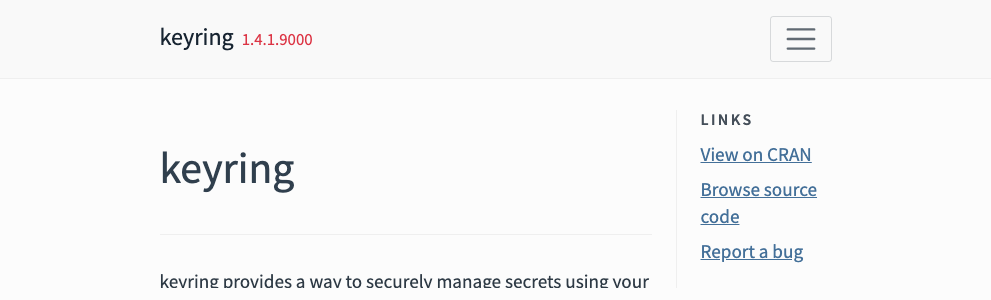 keyring 1.4.1.9000
keyring
keyring provides a way to securely manage secrets using your
LINKS
View on CRAN
Browse source
code
Report a bug